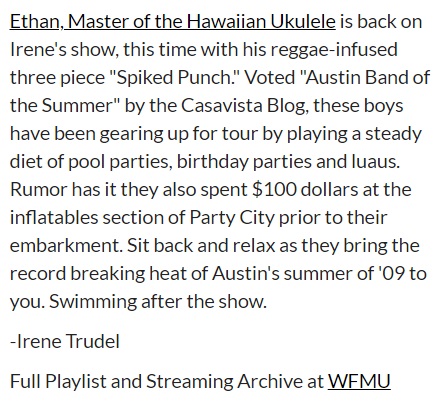 Ethan, Master of the Hawaiian Ukulele is back on
Irene's show, this time with his reggae-infused
three piece "Spiked Punch." Voted "Austin Band of
the Summer" by the Casavista Blog, these boys
have been gearing up for tour by playing a steady
diet of pool parties, birthday parties and luaus.
Rumor has it they also spent $100 dollars at the
inflatables section of Party City prior to their
embarkment. Sit back and relax as they bring the
record breaking heat of Austin's summer of '09 to
you. Swimming after the show.
-Irene Trudel
Full Playlist and Streaming Archive at WFMU